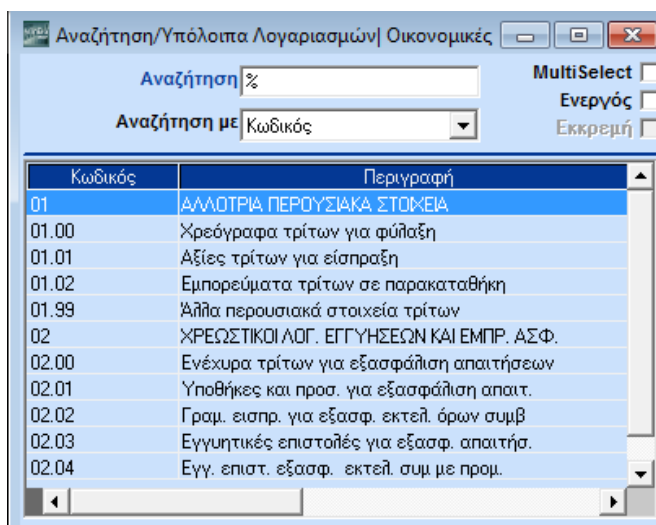 Αναζήτηση/Υπόλοιπα Λογαριασμών| Οικονομικές
Αναζήτηση %
MultiSelect
Ενεργός
Αναζήτηση με Κωδικός
Εκκρεμή
Κωδικός Περιγραφή
01 ΑΛΛΟΤΡΙΑ ΠΕΡΟΥΣΙΑΚΑ ΣΤΟΙΧΕΙΑ
01.00 Χρεόγραφα τρίτων για φύλαξη
01.01 Αξίες τρίτων για είσπραξη
01.02 Εμπορεύματα τρίτων σε παρακαταθήκη
01.99 Άλλα περουσιακά στοιχεία τρίτων
02 ΧΡΕΩΣΤΙΚΟΙ ΛΟΓ. ΕΓΓΥΗΣΕΩΝ ΚΑΙ ΕΜΠΡ. ΑΣΦ.
02.00 Ενέχυρα τρίτων για εξασφάλιση απαιτήσεων
02.01 Υποθήκες και προσ. για εξασφάλιση απαιτ.
02.02 Γραμ. εισπρ. για εξασφ. εκτελ. όρων συμβ
02.03 Εγγυητικές επιστολές για εξασφ. απαιτήσ.
02.04 Εγγ. επιστ. εξασφ. εκτελ. συμ με προμ.